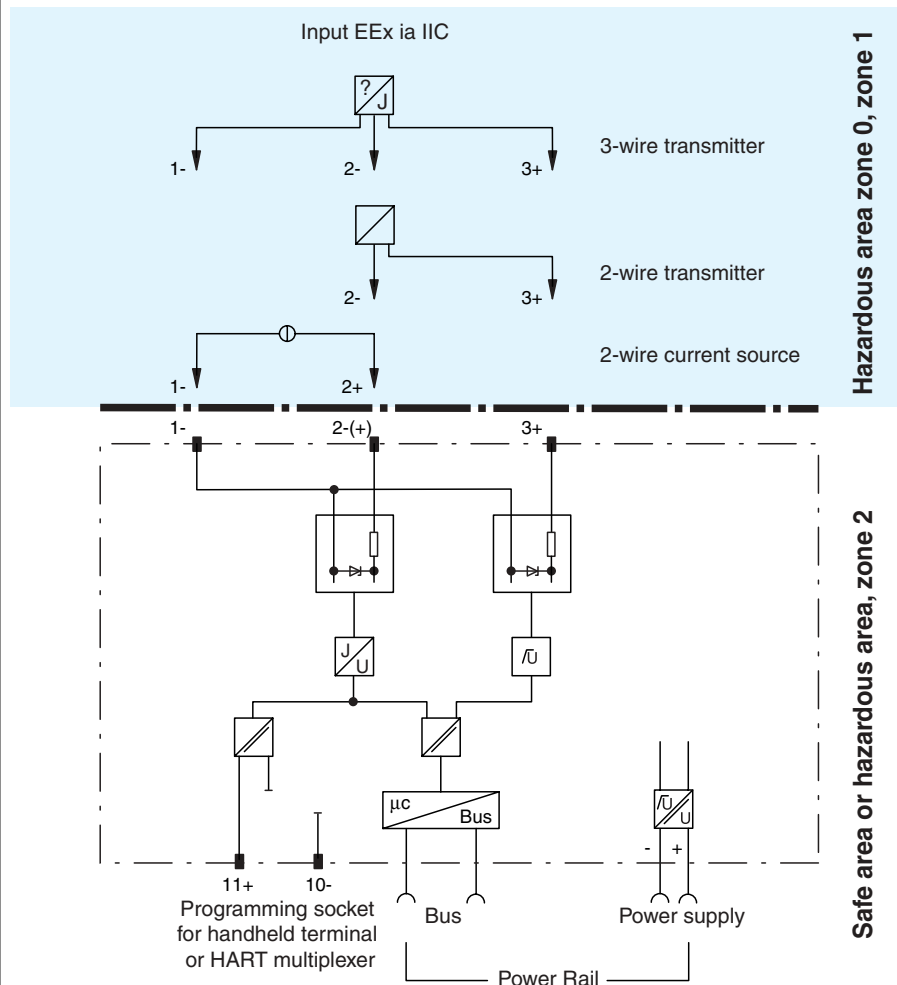 Input EEx ia IIC
?
J
1-
2-
3+
3-wire transmitter
2-
3+
2-wire transmitter
1-
2+
2-wire current source
Hazardous area zone 0, zone 1
1-
2-(+)
3+
J
U
/U
µc
Bus
/U
U
-
+
11+
10-
Programming socket
for handheld terminal
or HART multiplexer
Bus
Power supply
Power Rail
Safe area or hazardous area, zone 2